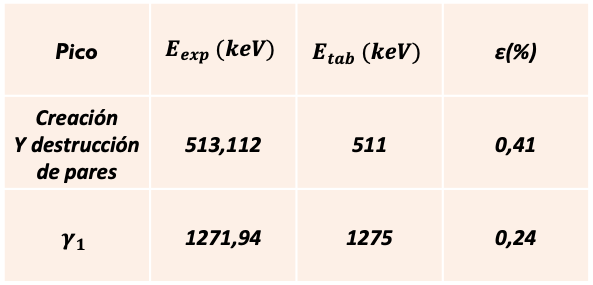 Pico E_exp (keV) E_tab (keV) ε(%)
Creación
Y destrucción
de pares
513,112 511 0,41
γ₁ 1271,94 1275 0,24